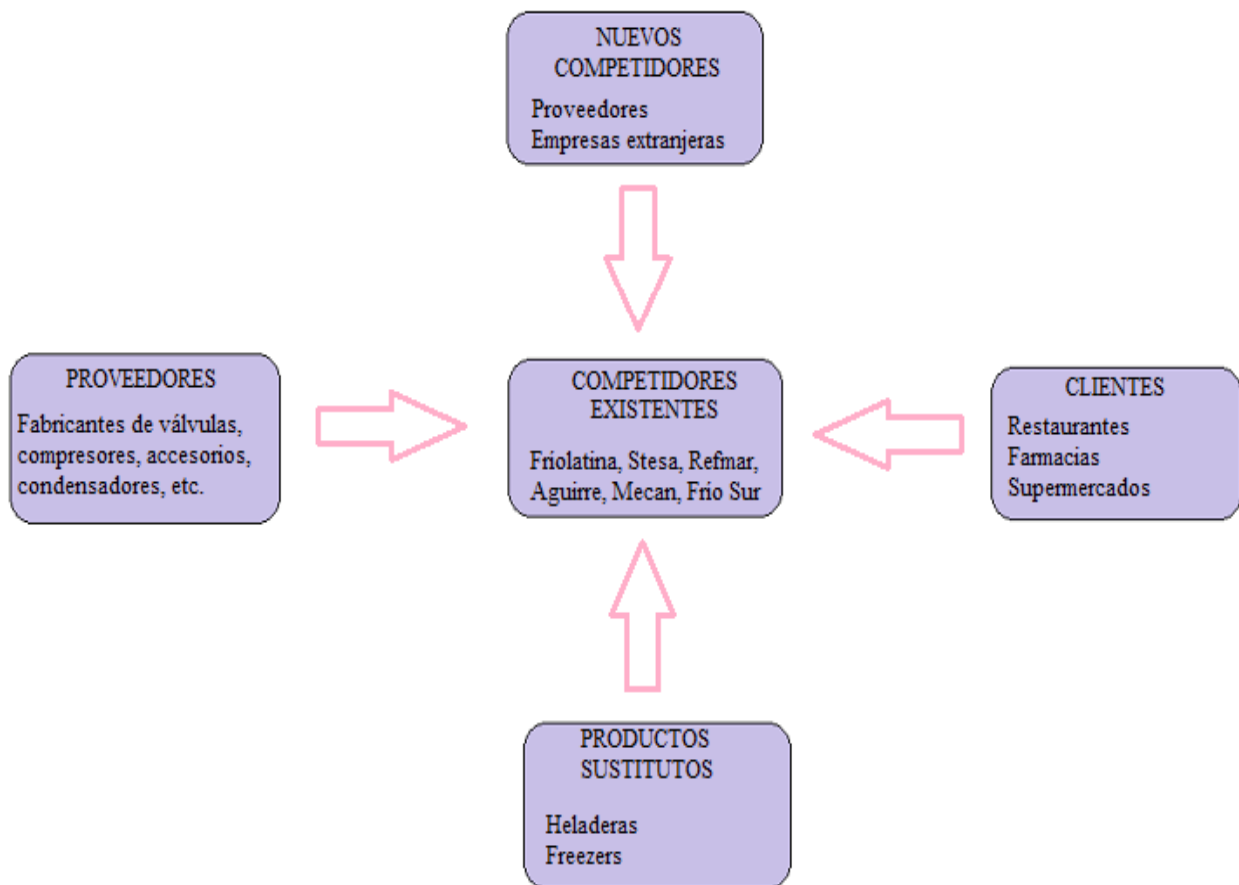 NUEVOS
COMPETIDORES
Proveedores
Empresas extranjeras
PROVEEDORES
Fabricantes de válvulas,
compresores, accesorios,
condensadores, etc.
COMPETIDORES
EXISTENTES
Friolatina, Stesa, Refmar,
Aguirre, Mecan, Frio Sur
CLIENTES
Restaurantes
Farmacias
Supermercados
PRODUCTOS
SUSTITUTOS
Heladeras
Freezers